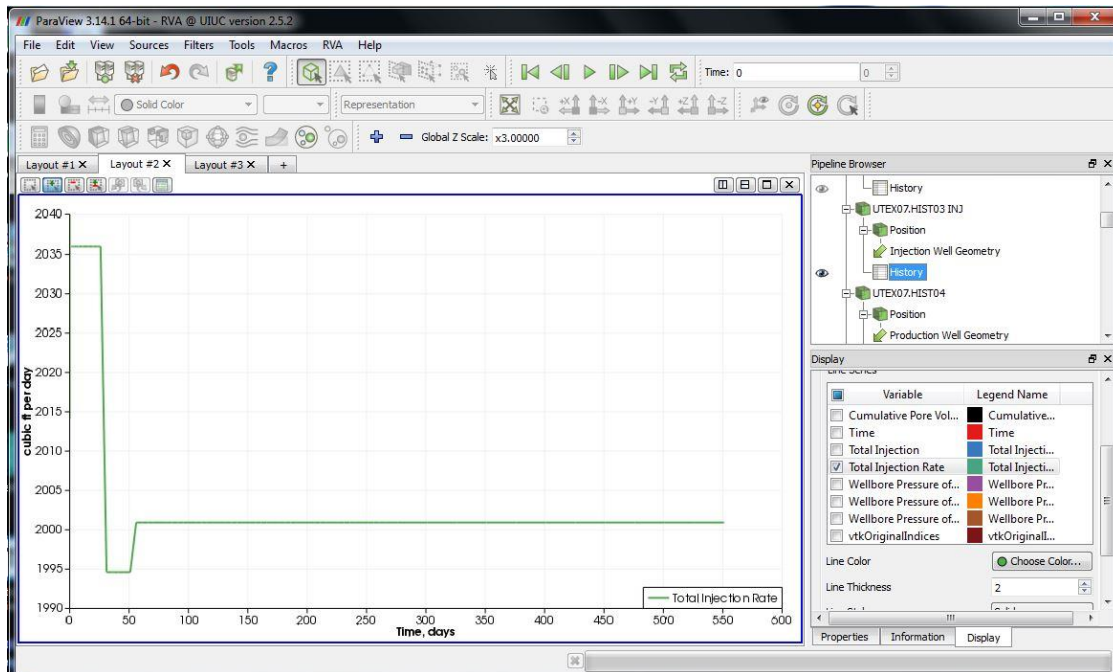 ParaView 3.14.1 64-bit - RVA @ UIUC version 2.5.2
File Edit View Sources Filters Tools Macros RVA Help
Time: 0 0
Solid Color Representation
+X -X +Y -Y +Z -Z
Global Z Scale: x3.00000
Layout #1 Layout #2 Layout #3 +
2040
2035
2030
2025
2020
2015
2010
2005
2000
1995
1990
cubic ft per day
0 50 100 150 200 250 300 350 400 450 500 550 600
Time, days
Total Injection Rate
Pipeline Browser
History
UTEX07.HIST03 INJ
Position
Injection Well Geometry
History
UTEX07.HIST04
Position
Production Well Geometry
Display
Line Series
Variable Legend Name
Cumulative Pore Vol... Cumulative...
Time Time
Total Injection Total Injecti...
Total Injection Rate Total Injecti...
Wellbore Pressure of... Wellbore Pr...
Wellbore Pressure of... Wellbore Pr...
Wellbore Pressure of... Wellbore Pr...
vtkOriginalIndices vtkOriginalI...
Line Color Choose Color...
Line Thickness 2
Properties Information Display